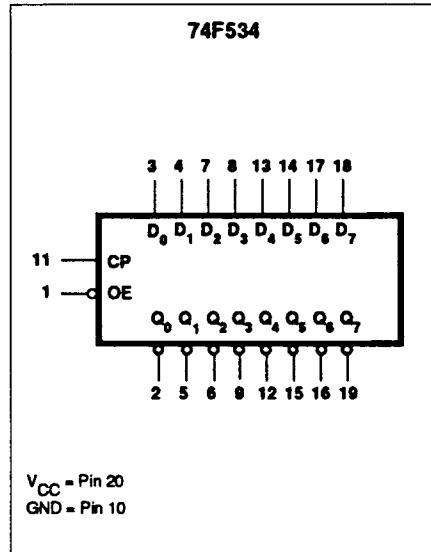 74F534
3 4 7 8 13 14 17 18
D0 D1 D2 D3 D4 D5 D6 D7
11 CP
1 OE
Q0 Q1 Q2 Q3 Q4 Q5 Q6 Q7
2 5 6 9 12 15 16 19
VCC = Pin 20
GND = Pin 10